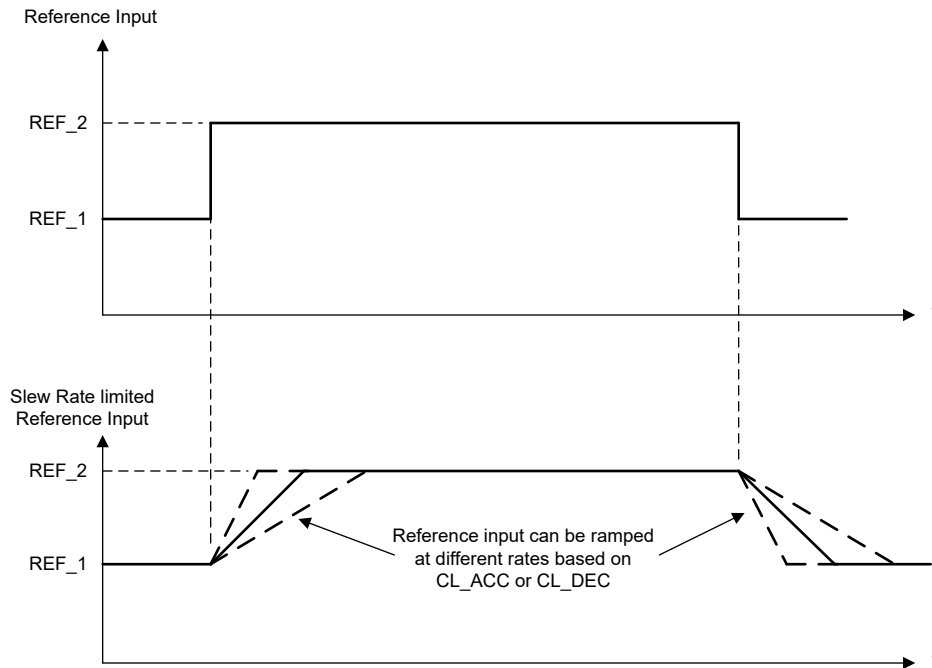 Reference Input
REF_2
REF_1
Slew Rate limited
Reference Input
REF_2
REF_1
Reference input can be ramped
at different rates based on
CL_ACC or CL_DEC